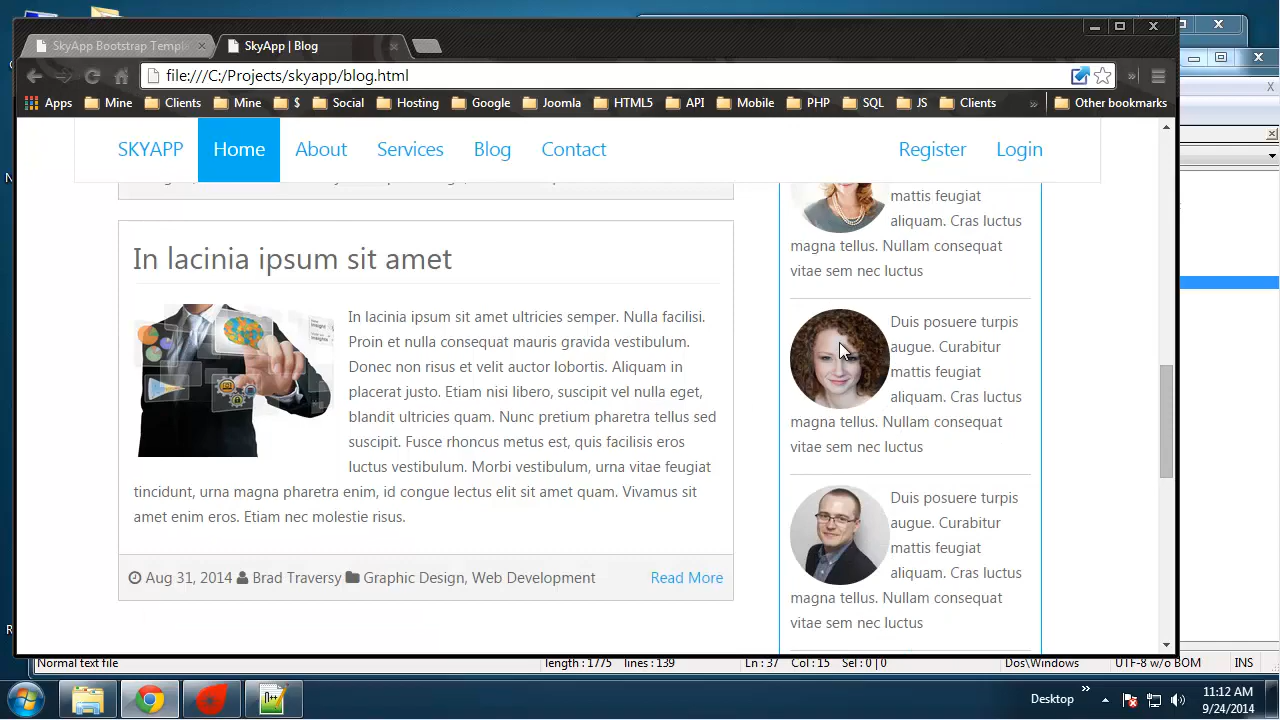 SkyApp Bootstrap Templ
SkyApp | Blog
file:///C:/Projects/skyapp/blog.html
Apps Mine Clients Mine $ Social Hosting Google Joomla HTML5 API Mobile PHP SQL JS Clients » Other bookmarks
SKYAPP Home About Services Blog Contact Register Login
mattis feugiat
aliquam. Cras luctus
magna tellus. Nullam consequat
vitae sem nec luctus
In lacinia ipsum sit amet
In lacinia ipsum sit amet ultricies semper. Nulla facilisi.
Proin et nulla consequat mauris gravida vestibulum.
Donec non risus et velit auctor lobortis. Aliquam in
placerat justo. Etiam nisi libero, suscipit vel nulla eget,
blandit ultricies quam. Nunc pretium pharetra tellus sed
suscipit. Fusce rhoncus metus est, quis facilisis eros
luctus vestibulum. Morbi vestibulum, urna vitae feugiat
tincidunt, urna magna pharetra enim, id congue lectus elit sit amet quam. Vivamus sit
amet enim eros. Etiam nec molestie risus.
Aug 31, 2014 Brad Traversy Graphic Design, Web Development Read More
Duis posuere turpis
augue. Curabitur
mattis feugiat
aliquam. Cras luctus
magna tellus. Nullam consequat
vitae sem nec luctus
Duis posuere turpis
augue. Curabitur
mattis feugiat
aliquam. Cras luctus
magna tellus. Nullam consequat
vitae sem nec luctus
Normal text file length : 1775 lines : 139 Ln : 37 Col : 15 Sel : 0 | 0 Dos\Windows UTF-8 w/o BOM INS
Desktop » 11:12 AM
9/24/2014